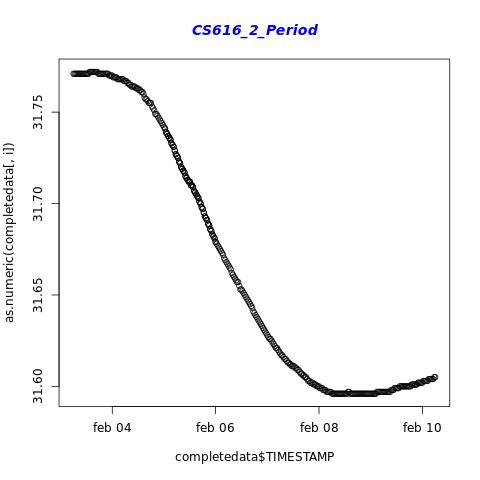 CS616_2_Period
as.numeric(completedata[, i])
31.75
31.70
31.65
31.60
feb 04
feb 06
feb 08
feb 10
completedata$TIMESTAMP